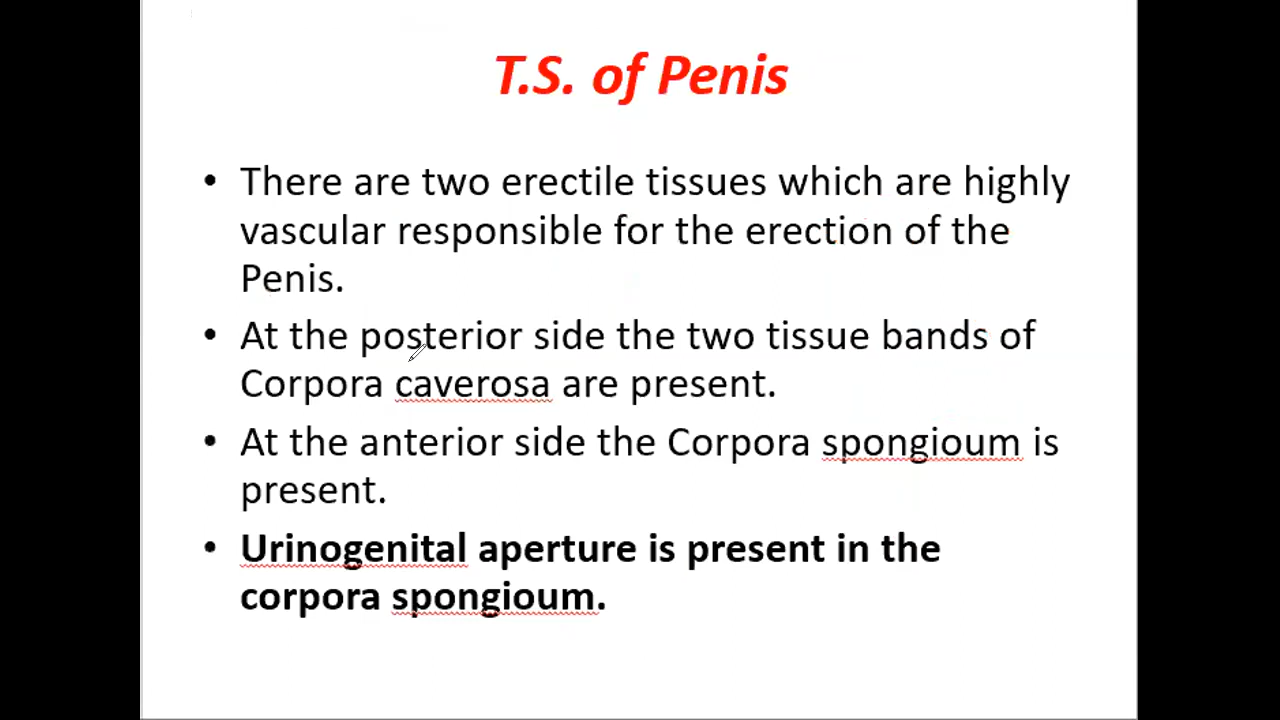 T.S. of Penis
• There are two erectile tissues which are highly
vascular responsible for the erection of the
Penis.
• At the posterior side the two tissue bands of
Corpora caverosa are present.
• At the anterior side the Corpora spongioum is
present.
• Urinogenital aperture is present in the
corpora spongioum.